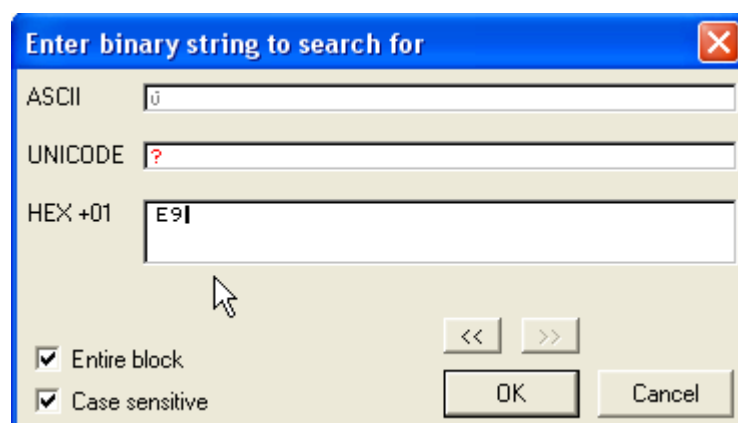 Enter binary string to search for
ASCII ú
UNICODE ?
HEX +01 E9
<< >>
Entire block
Case sensitive
OK Cancel